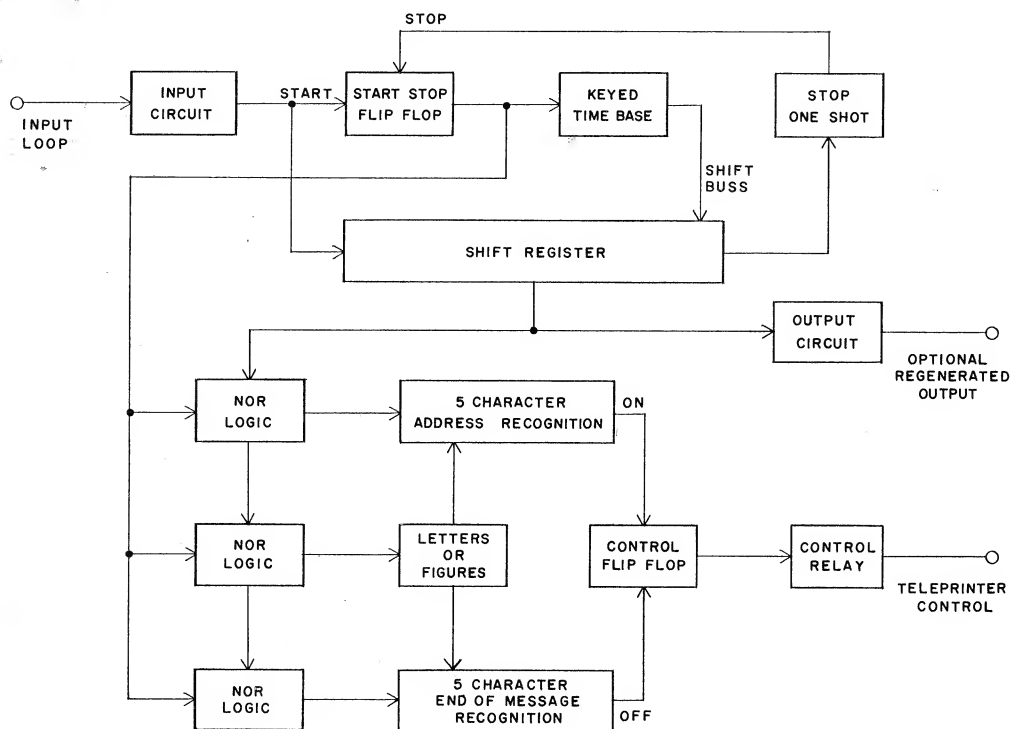 STOP
INPUT
CIRCUIT
START
START STOP
FLIP FLOP
KEYED
TIME BASE
STOP
ONE SHOT
INPUT
LOOP
SHIFT
BUSS
SHIFT REGISTER
OUTPUT
CIRCUIT
OPTIONAL
REGENERATED
OUTPUT
NOR
LOGIC
5 CHARACTER
ADDRESS RECOGNITION
ON
NOR
LOGIC
LETTERS
OR
FIGURES
CONTROL
FLIP FLOP
CONTROL
RELAY
TELEPRINTER
CONTROL
NOR
LOGIC
5 CHARACTER
END OF MESSAGE
RECOGNITION
OFF